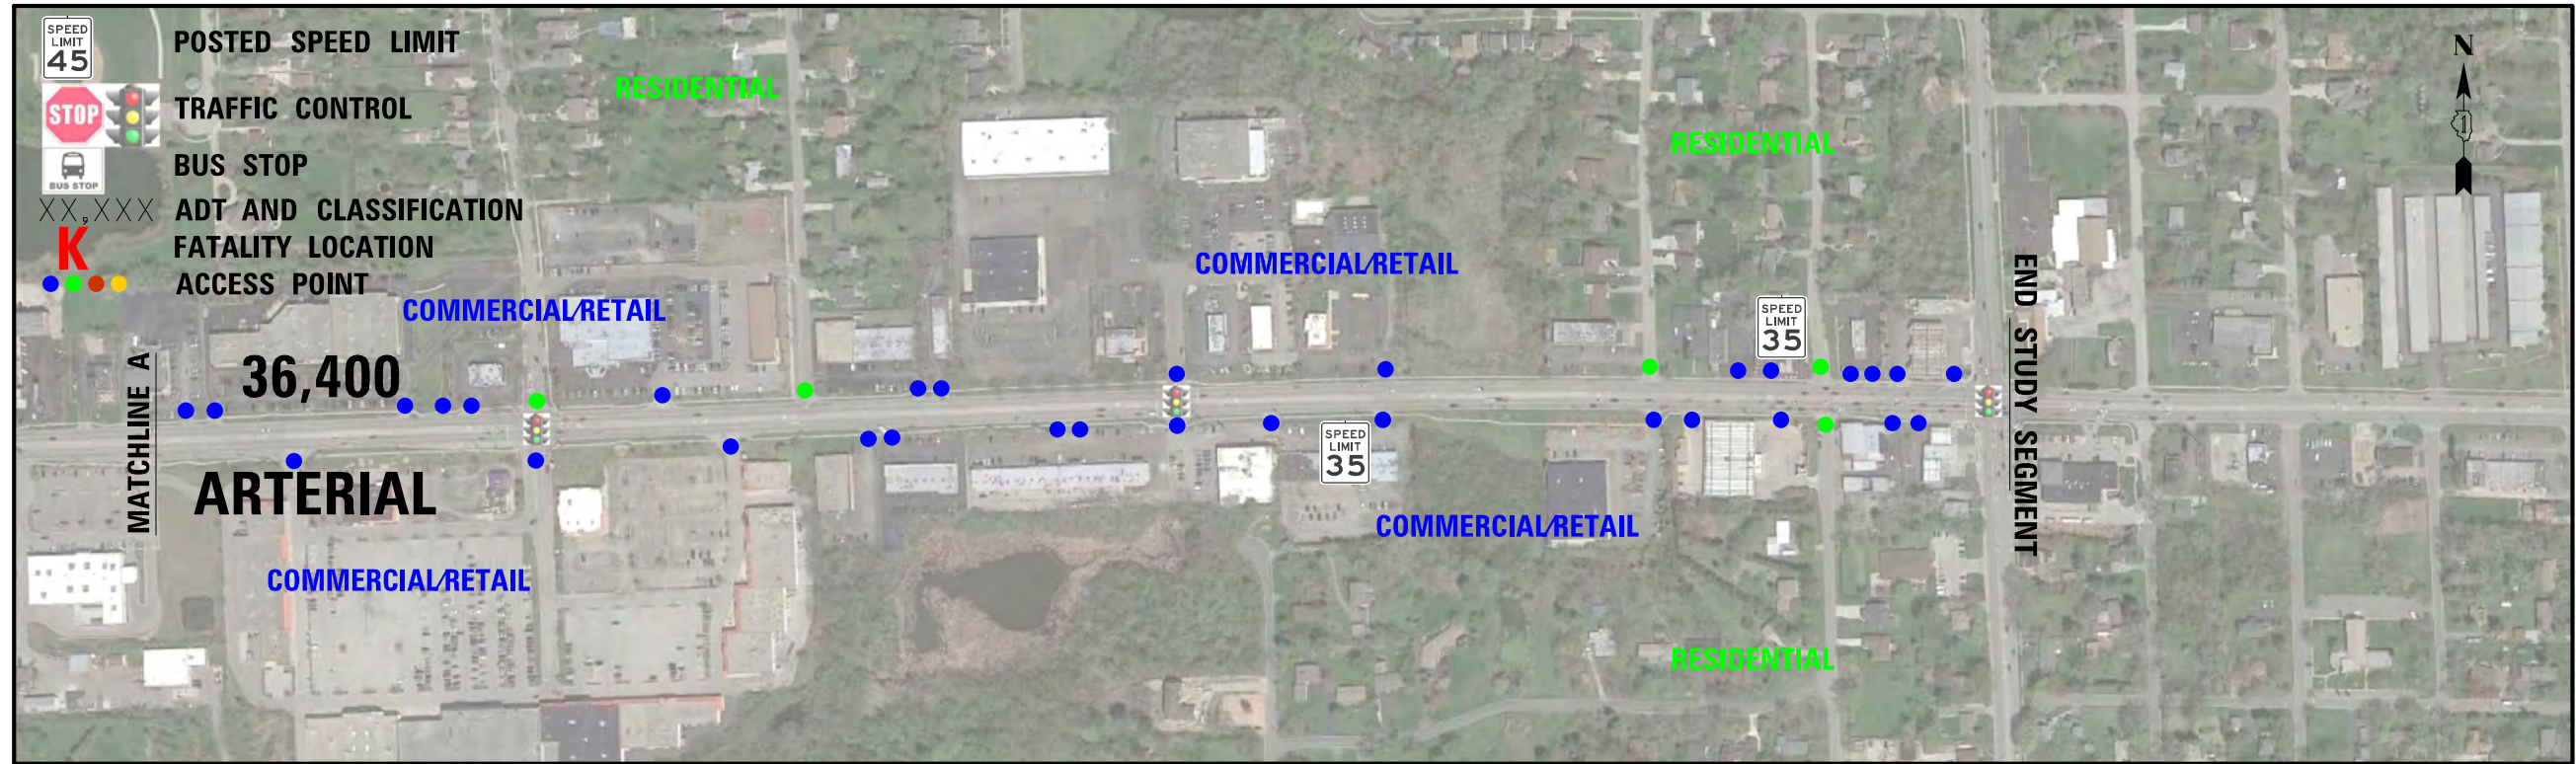 SPEED
LIMIT
45
POSTED SPEED LIMIT
STOP
TRAFFIC CONTROL
BUS STOP
BUS STOP
XX,XXX ADT AND CLASSIFICATION
K FATALITY LOCATION
ACCESS POINT
N
1
RESIDENTIAL
RESIDENTIAL
COMMERCIAL/RETAIL
COMMERCIAL/RETAIL
SPEED
LIMIT
35
MATCHLINE A
36,400
ARTERIAL
END STUDY SEGMENT
SPEED
LIMIT
35
COMMERCIAL/RETAIL
COMMERCIAL/RETAIL
RESIDENTIAL